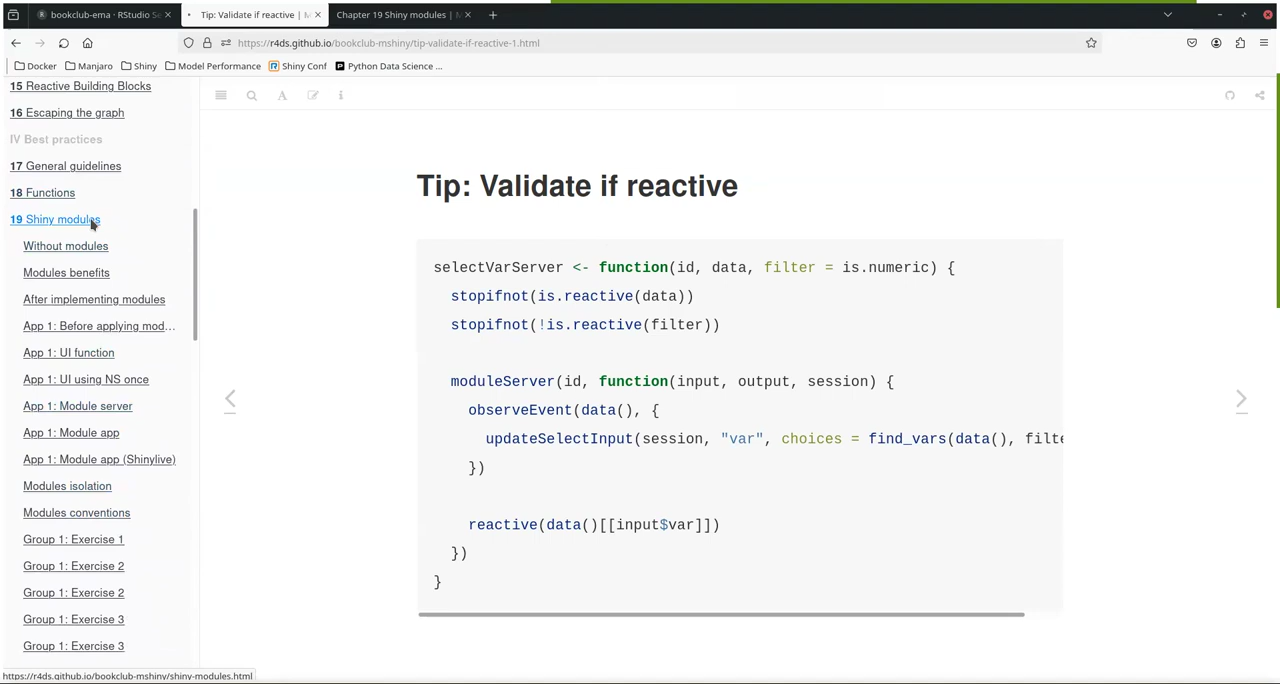 bookclub-ema · RStudio Se
Tip: Validate if reactive | M
Chapter 19 Shiny modules | M
https://r4ds.github.io/bookclub-mshiny/tip-validate-if-reactive-1.html
Docker
Manjaro
Shiny
Model Performance
Shiny Conf
Python Data Science ...
15 Reactive Building Blocks
16 Escaping the graph
IV Best practices
17 General guidelines
18 Functions
19 Shiny modules
Without modules
Modules benefits
After implementing modules
App 1: Before applying mod...
App 1: UI function
App 1: UI using NS once
App 1: Module server
App 1: Module app
App 1: Module app (Shinylive)
Modules isolation
Modules conventions
Group 1: Exercise 1
Group 1: Exercise 2
Group 1: Exercise 2
Group 1: Exercise 3
Group 1: Exercise 3
https://r4ds.github.io/bookclub-mshiny/shiny-modules.html
Tip: Validate if reactive
selectVarServer <- function(id, data, filter = is.numeric) {
stopifnot(is.reactive(data))
stopifnot(!is.reactive(filter))
moduleServer(id, function(input, output, session) {
observeEvent(data(), {
updateSelectInput(session, "var", choices = find_vars(data(), filte
})
reactive(data()[[input$var]])
})
}